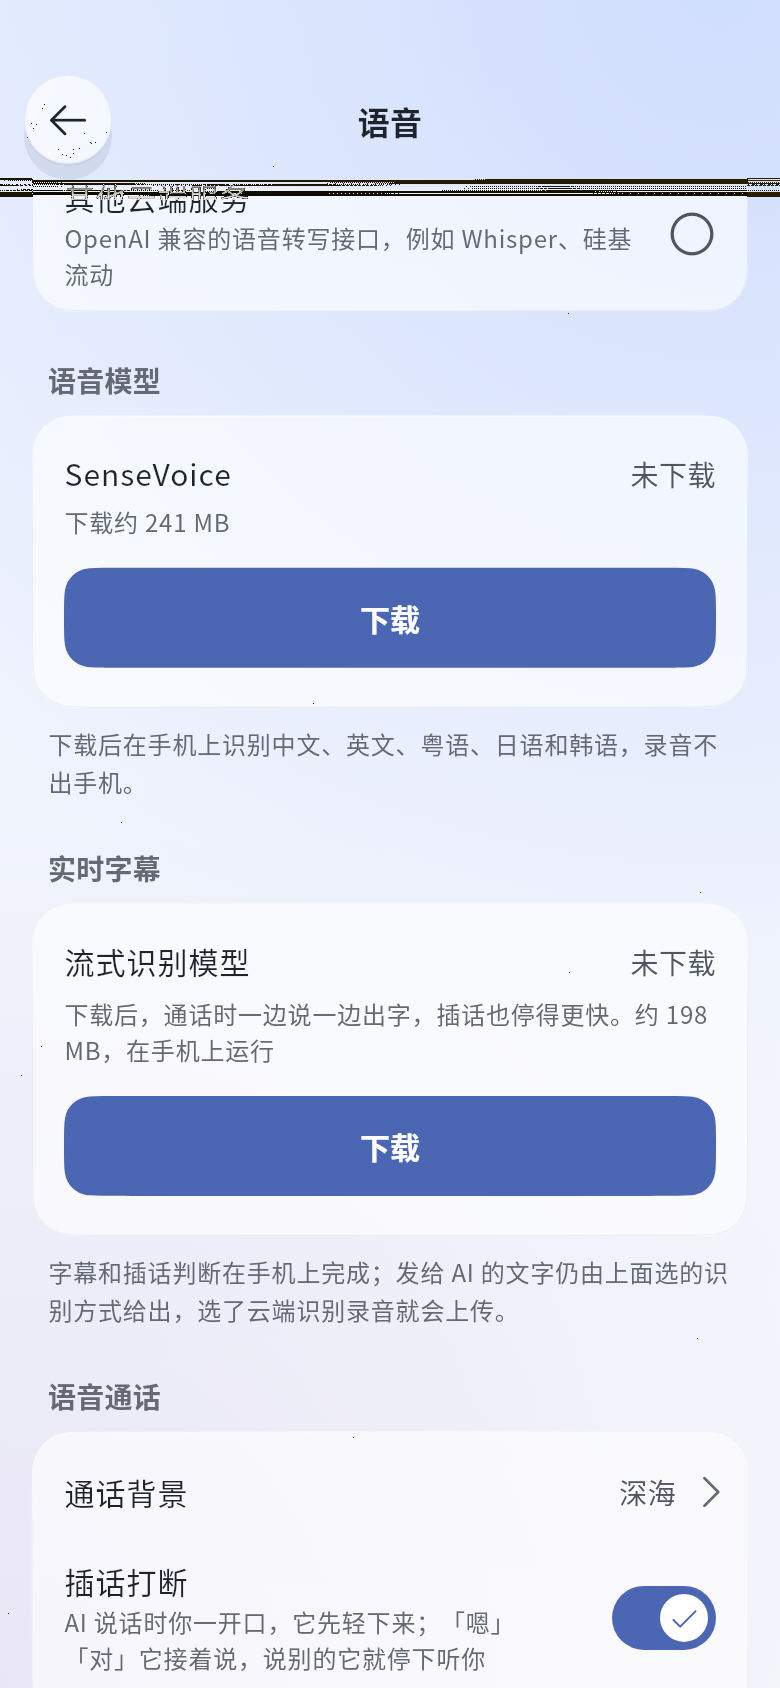 语音
其他云端服务
OpenAI 兼容的语音转写接口，例如 Whisper、硅基
流动
语音模型
SenseVoice
未下载
下载约 241 MB
下载
下载后在手机上识别中文、英文、粤语、日语和韩语，录音不
出手机。
实时字幕
流式识别模型
未下载
下载后，通话时一边说一边出字，插话也停得更快。约 198
MB，在手机上运行
下载
字幕和插话判断在手机上完成；发给 AI 的文字仍由上面选的识
别方式给出，选了云端识别录音就会上传。
语音通话
通话背景
深海
插话打断
AI 说话时你一开口，它先轻下来；「嗯」
「对」它接着说，说别的它就停下听你